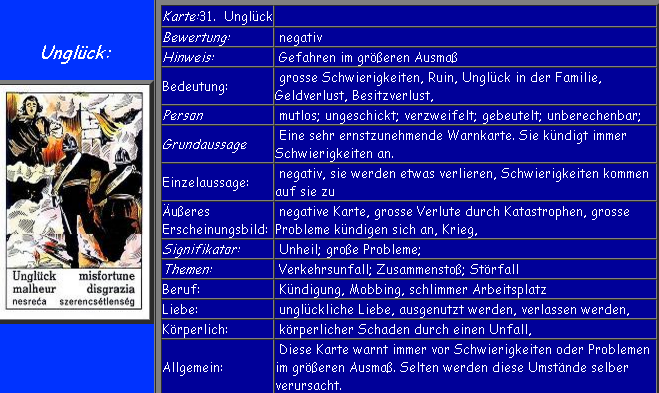 Unglück:
Unglück misfortune
malheur disgrazia
nesreća szerencsétlenség
Karte:31. Unglück
Bewertung: negativ
Hinweis: Gefahren im größeren Ausmaß
Bedeutung: grosse Schwierigkeiten, Ruin, Unglück in der Familie,
Geldverlust, Besitzverlust,
Person mutlos; ungeschickt; verzweifelt; gebeutelt; unberechenbar;
Grundaussage Eine sehr ernstzunehmende Warnkarte. Sie kündigt immer
Schwierigkeiten an.
Einzelaussage: negativ, sie werden etwas verlieren, Schwierigkeiten kommen
auf sie zu
Äußeres negative Karte, grosse Verlute durch Katastrophen, grosse
Erscheinungsbild: Probleme kündigen sich an, Krieg,
Signifikator: Unheil; große Probleme;
Themen: Verkehrsunfall; Zusammenstoß; Störfall
Beruf: Kündigung, Mobbing, schlimmer Arbeitsplatz
Liebe: unglückliche Liebe, ausgenutzt werden, verlassen werden,
Körperlich: körperlicher Schaden durch einen Unfall,
Allgemein: Diese Karte warnt immer vor Schwierigkeiten oder Problemen
im größeren Ausmaß. Selten werden diese Umstände selber
verursacht.